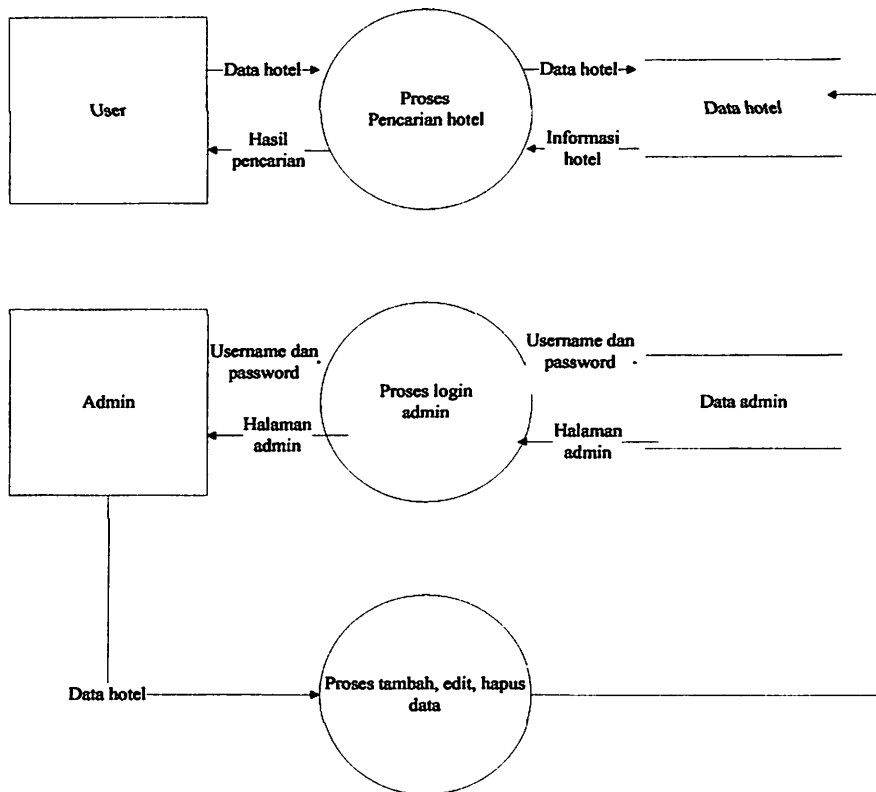 User
Data hotel
Hasil
pencarian
Proses
Pencarian hotel
Data hotel
Informasi
hotel
Data hotel
Admin
Username dan
password
Halaman
admin
Proses login
admin
Username dan
password
Halaman
admin
Data admin
Data hotel
Proses tambah, edit, hapus
data